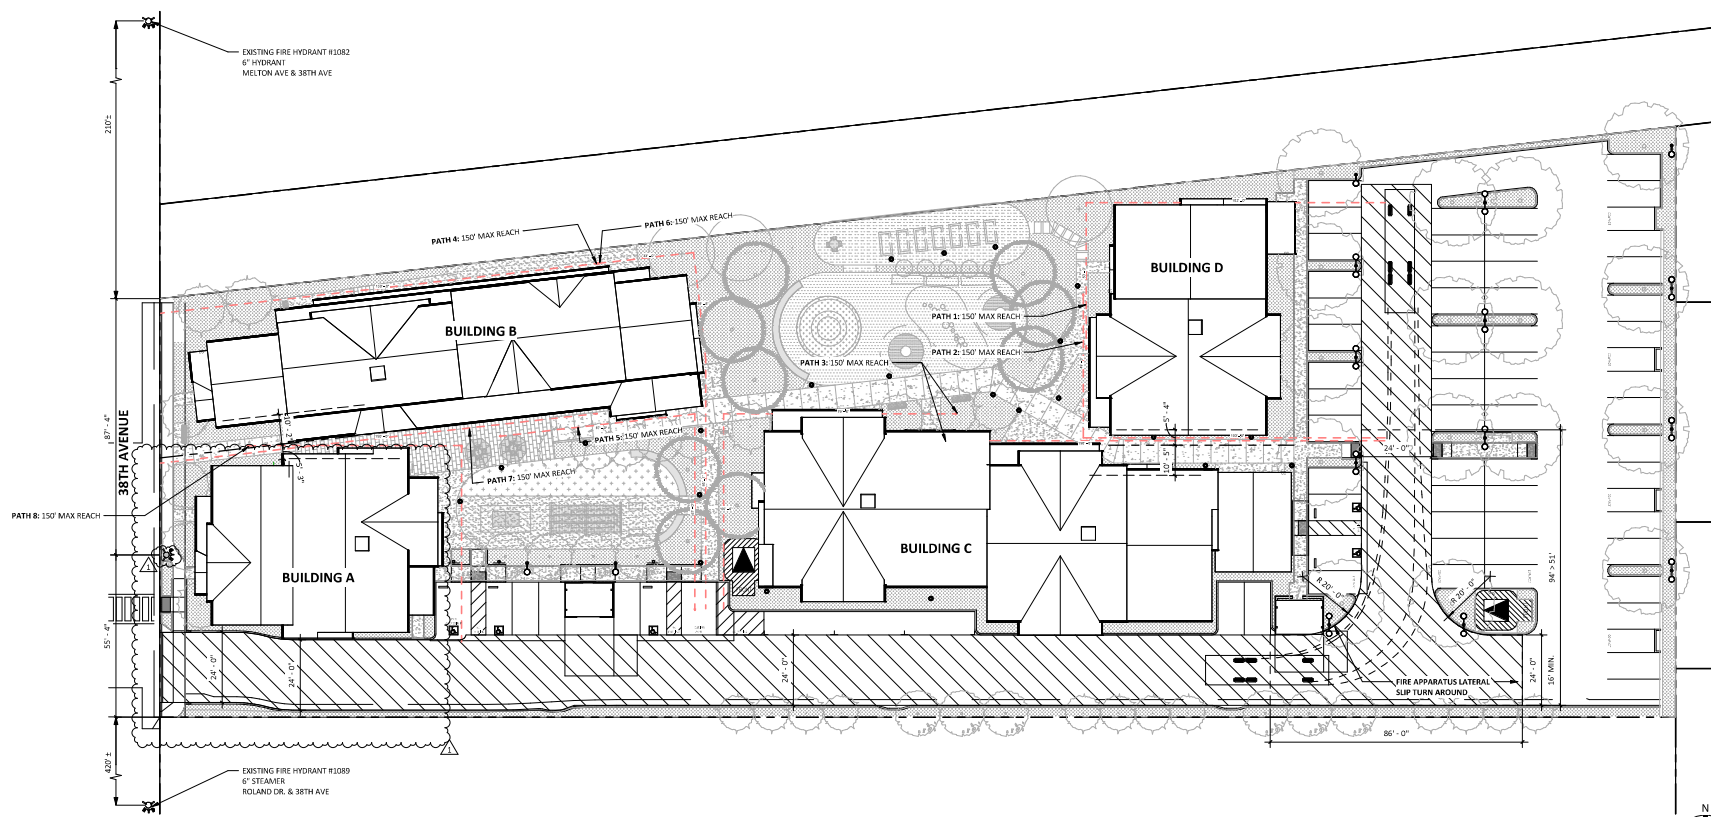 EXISTING FIRE HYDRANT #1082
6" HYDRANT
MELTON AVE & 38TH AVE
210'±
PATH 4: 150' MAX REACH
PATH 6: 150' MAX REACH
BUILDING D
BUILDING B
PATH 1: 150' MAX REACH
PATH 2: 150' MAX REACH
PATH 3: 150' MAX REACH
87' - 4"
38TH AVENUE
PATH 5: 150' MAX REACH
PATH 7: 150' MAX REACH
5' - 4"
10' - 5"
24' - 0"
PATH 8: 150' MAX REACH
5' - 3"
BUILDING C
BUILDING A
1
94' > 51'
R 20' - 0"
R 20' - 0"
55' - 4"
24' - 0"
24' - 0"
24' - 0"
24' - 0"
16' MIN.
FIRE APPARATUS LATERAL
SLIP TURN AROUND
86' - 0"
1
420' ±
EXISTING FIRE HYDRANT #1089
6" STEAMER
ROLAND DR. & 38TH AVE
N